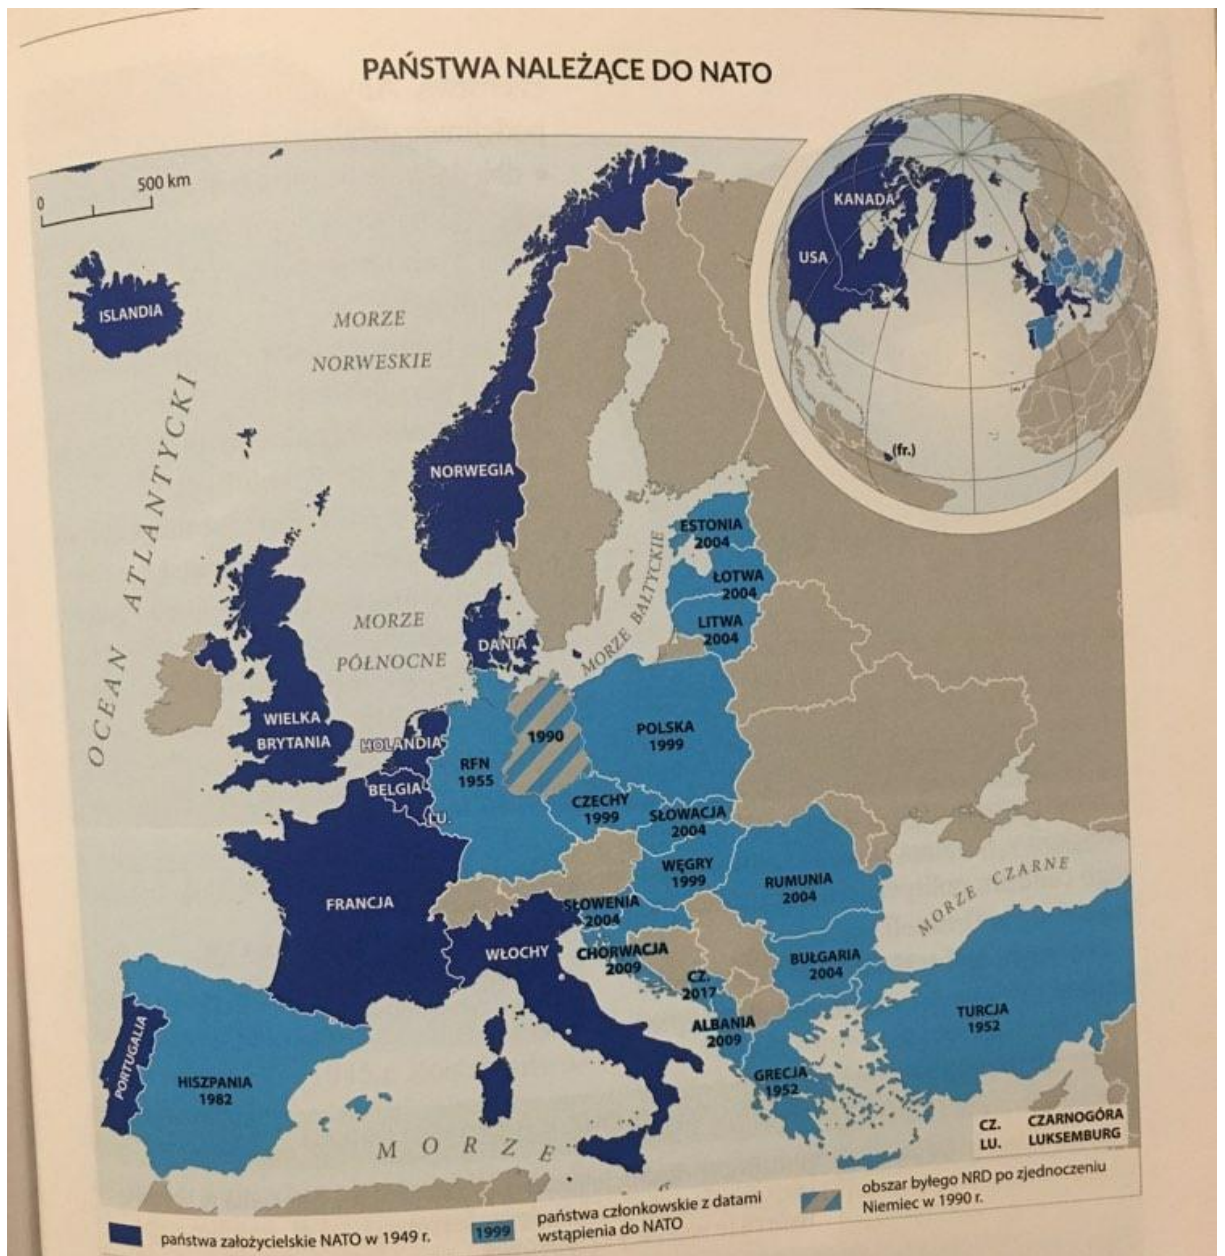 PAŃSTWA NALEŻĄCE DO NATO
0
500 km
KANADA
USA
(fr.)
ISLANDIA
MORZE
NORWESKIE
OCEAN ATLANTYCKI
NORWEGIA
ESTONIA
2004
ŁOTWA
2004
LITWA
2004
MORZE BAŁTYCKIE
MORZE
PÓŁNOCNE
DANIA
WIELKA
BRYTANIA
HOLANDIA
BELGIA
LU.
RFN
1955
1990
POLSKA
1999
CZECHY
1999
SŁOWACJA
2004
WĘGRY
1999
RUMUNIA
2004
MORZE CZARNE
FRANCJA
SŁOWENIA
2004
WŁOCHY
CHORWACJA
2009
CZ.
2017
BUŁGARIA
2004
ALBANIA
2009
TURCJA
1952
GRECJA
1952
PORTUGALIA
HISZPANIA
1982
MORZE
CZ. CZARNOGÓRA
LU. LUKSEMBURG
państwa założycielskie NATO w 1949 r.
1999
państwa członkowskie z datami
wstąpienia do NATO
obszar byłego NRD po zjednoczeniu
Niemiec w 1990 r.